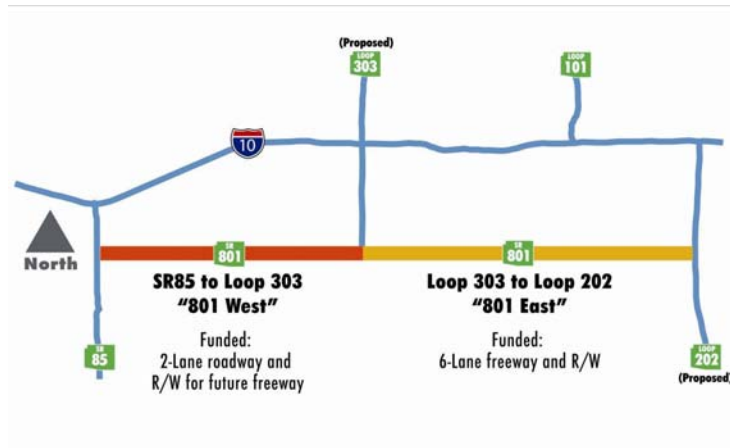 (Proposed)
LOOP
303
LOOP
101
10
North
SR
801
SR
801
SR85 to Loop 303
“801 West”
Funded:
2-Lane roadway and
R/W for future freeway
Loop 303 to Loop 202
“801 East”
Funded:
6-Lane freeway and R/W
SR
85
LOOP
202
(Proposed)